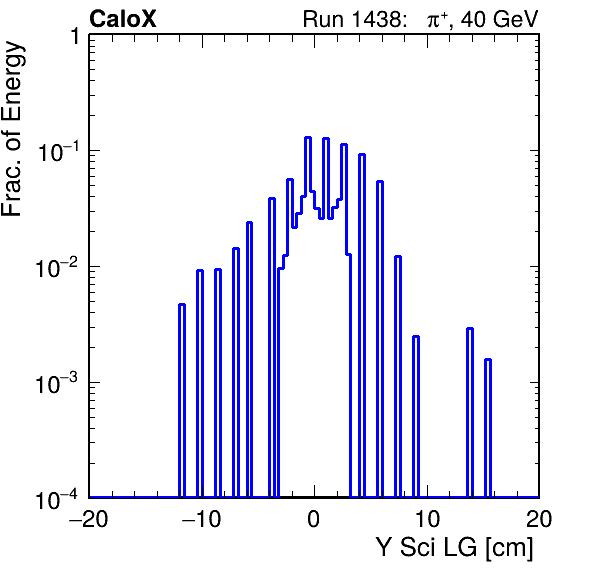 CaloX Run 1438: π⁺, 40 GeV
Frac. of Energy
1
10⁻¹
10⁻²
10⁻³
10⁻⁴
−20 −10 0 10 20
Y Sci LG [cm]